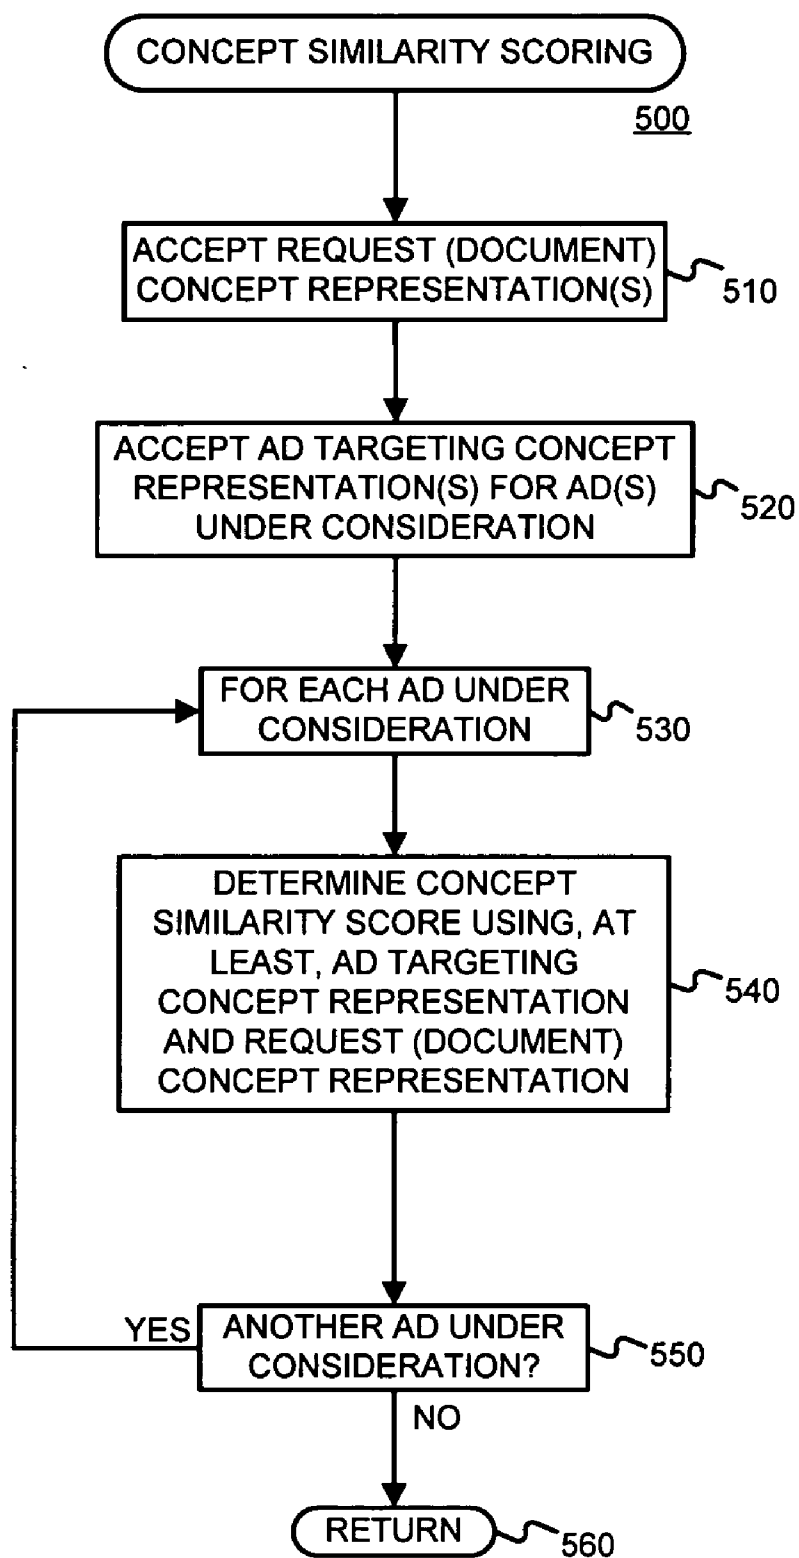 CONCEPT SIMILARITY SCORING
500
ACCEPT REQUEST (DOCUMENT)
CONCEPT REPRESENTATION(S)
510
ACCEPT AD TARGETING CONCEPT
REPRESENTATION(S) FOR AD(S)
UNDER CONSIDERATION
520
FOR EACH AD UNDER
CONSIDERATION
530
DETERMINE CONCEPT
SIMILARITY SCORE USING, AT
LEAST, AD TARGETING
CONCEPT REPRESENTATION
AND REQUEST (DOCUMENT)
CONCEPT REPRESENTATION
540
YES
ANOTHER AD UNDER
CONSIDERATION?
550
NO
RETURN
560